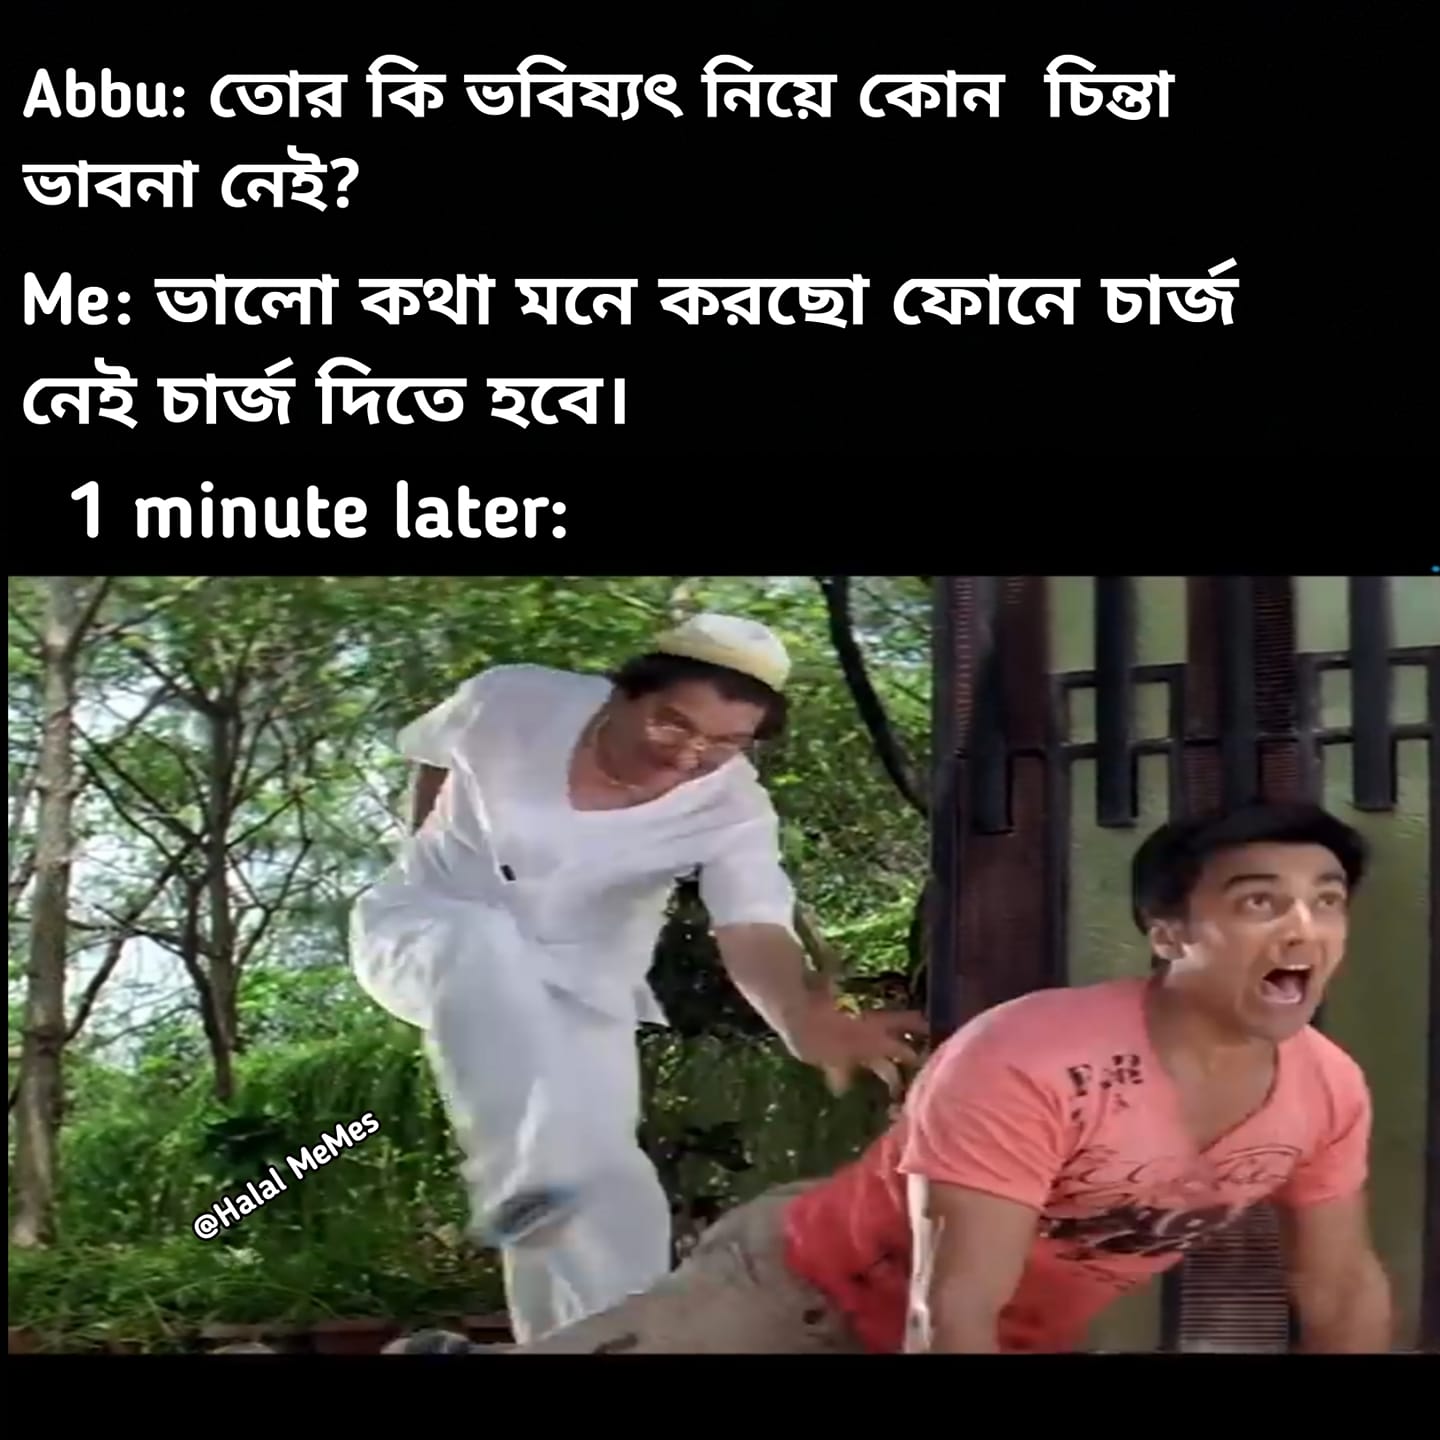 Abbu: তোর কি ভবিষ্যৎ নিয়ে কোন চিন্তা
ভাবনা নেই?
Me: ভালো কথা মনে করছো ফোনে চার্জ
নেই চার্জ দিতে হবে।
1 minute later:
@Halal MeMes